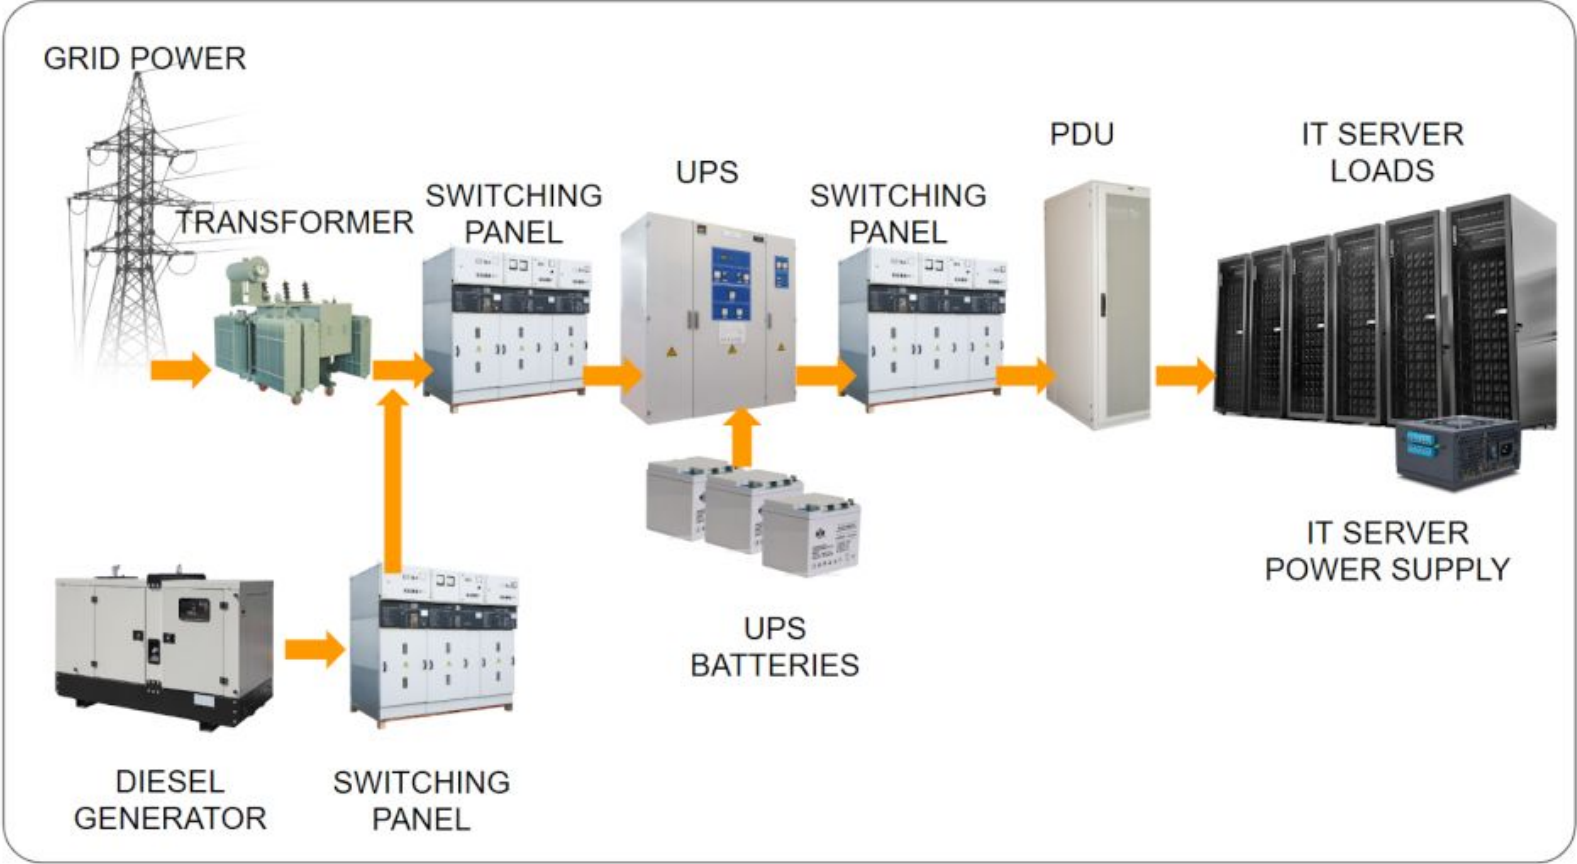 GRID POWER
TRANSFORMER
SWITCHING
PANEL
UPS
SWITCHING
PANEL
PDU
IT SERVER
LOADS
IT SERVER
POWER SUPPLY
UPS
BATTERIES
DIESEL
GENERATOR
SWITCHING
PANEL